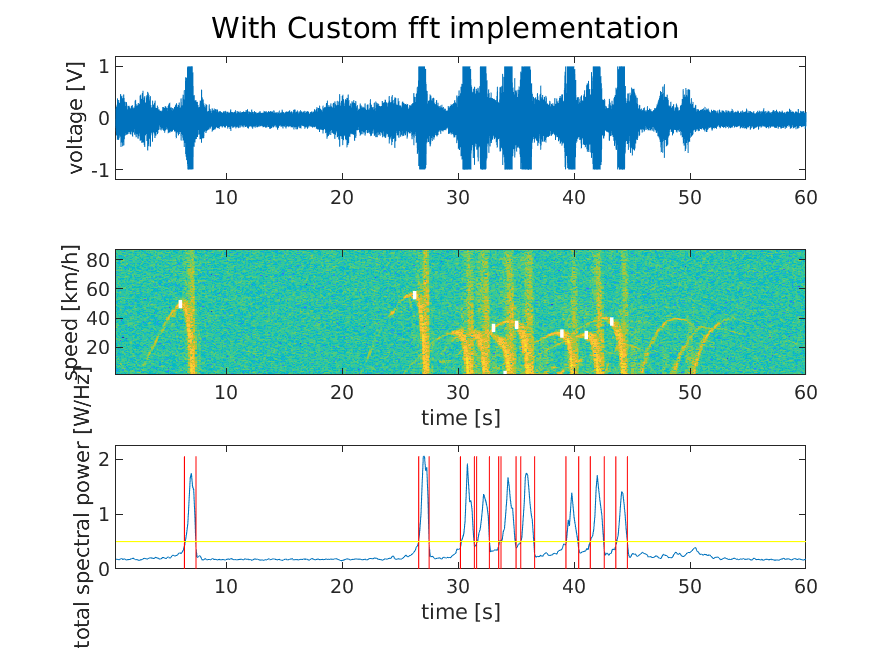 With Custom fft implementation
voltage [V]
1
0
-1
10 20 30 40 50 60
speed [km/h]
80
60
40
20
10 20 30 40 50 60
time [s]
total spectral power [W/Hz]
2
1
0
10 20 30 40 50 60
time [s]